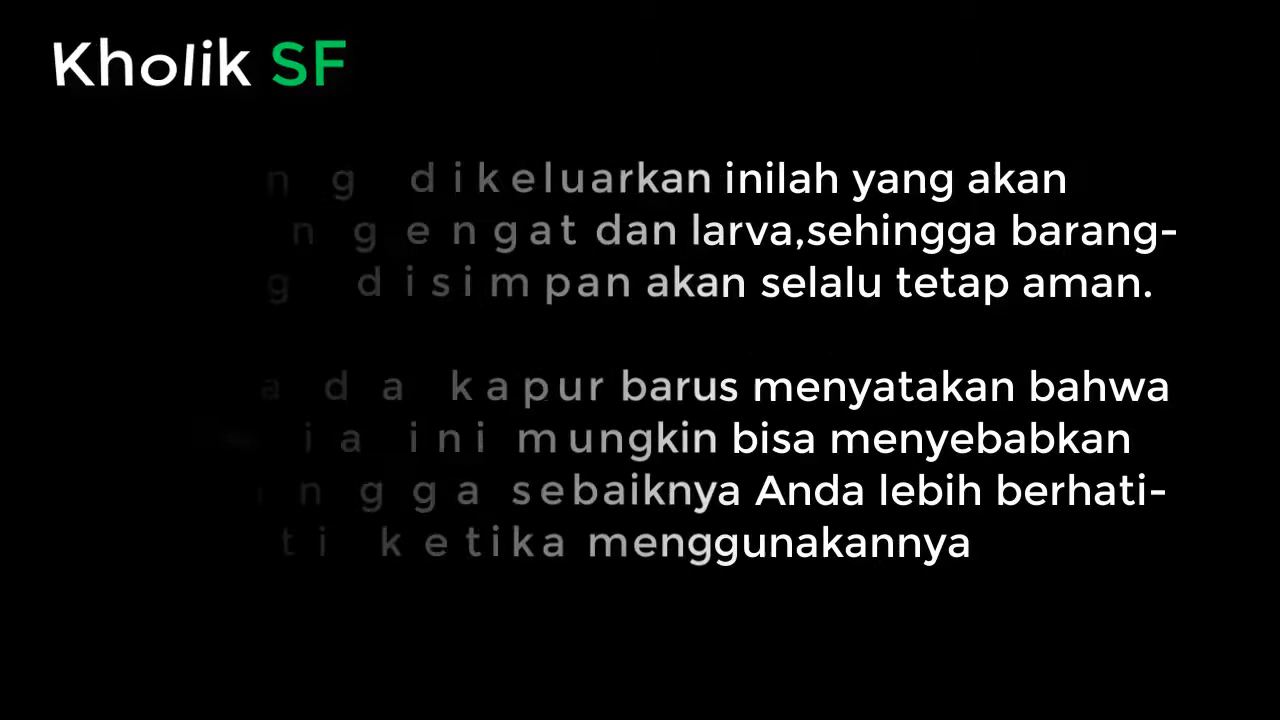 Kholik SF
dikeluarkan inilah yang akan
ngengat dan larva,sehingga barang-
disimpan akan selalu tetap aman.
kapur barus menyatakan bahwa
ini mungkin bisa menyebabkan
sebaiknya Anda lebih berhati-
ketika menggunakannya